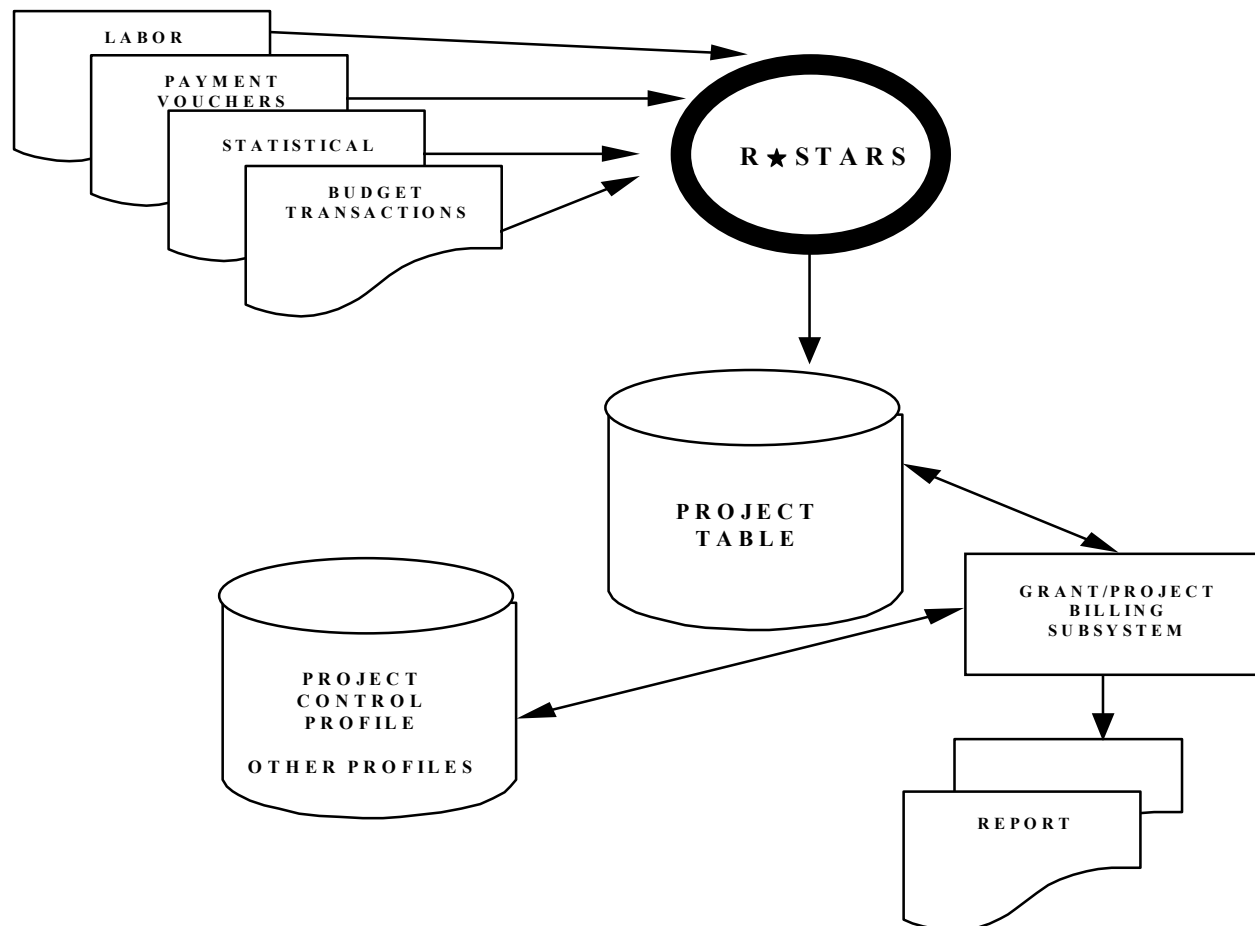 LABOR
PAYMENT
VOUCHERS
STATISTICAL
BUDGET
TRANSACTIONS
R★STARS
PROJECT
TABLE
GRANT/PROJECT
BILLING
SUBSYSTEM
PROJECT
CONTROL
PROFILE
OTHER PROFILES
REPORT